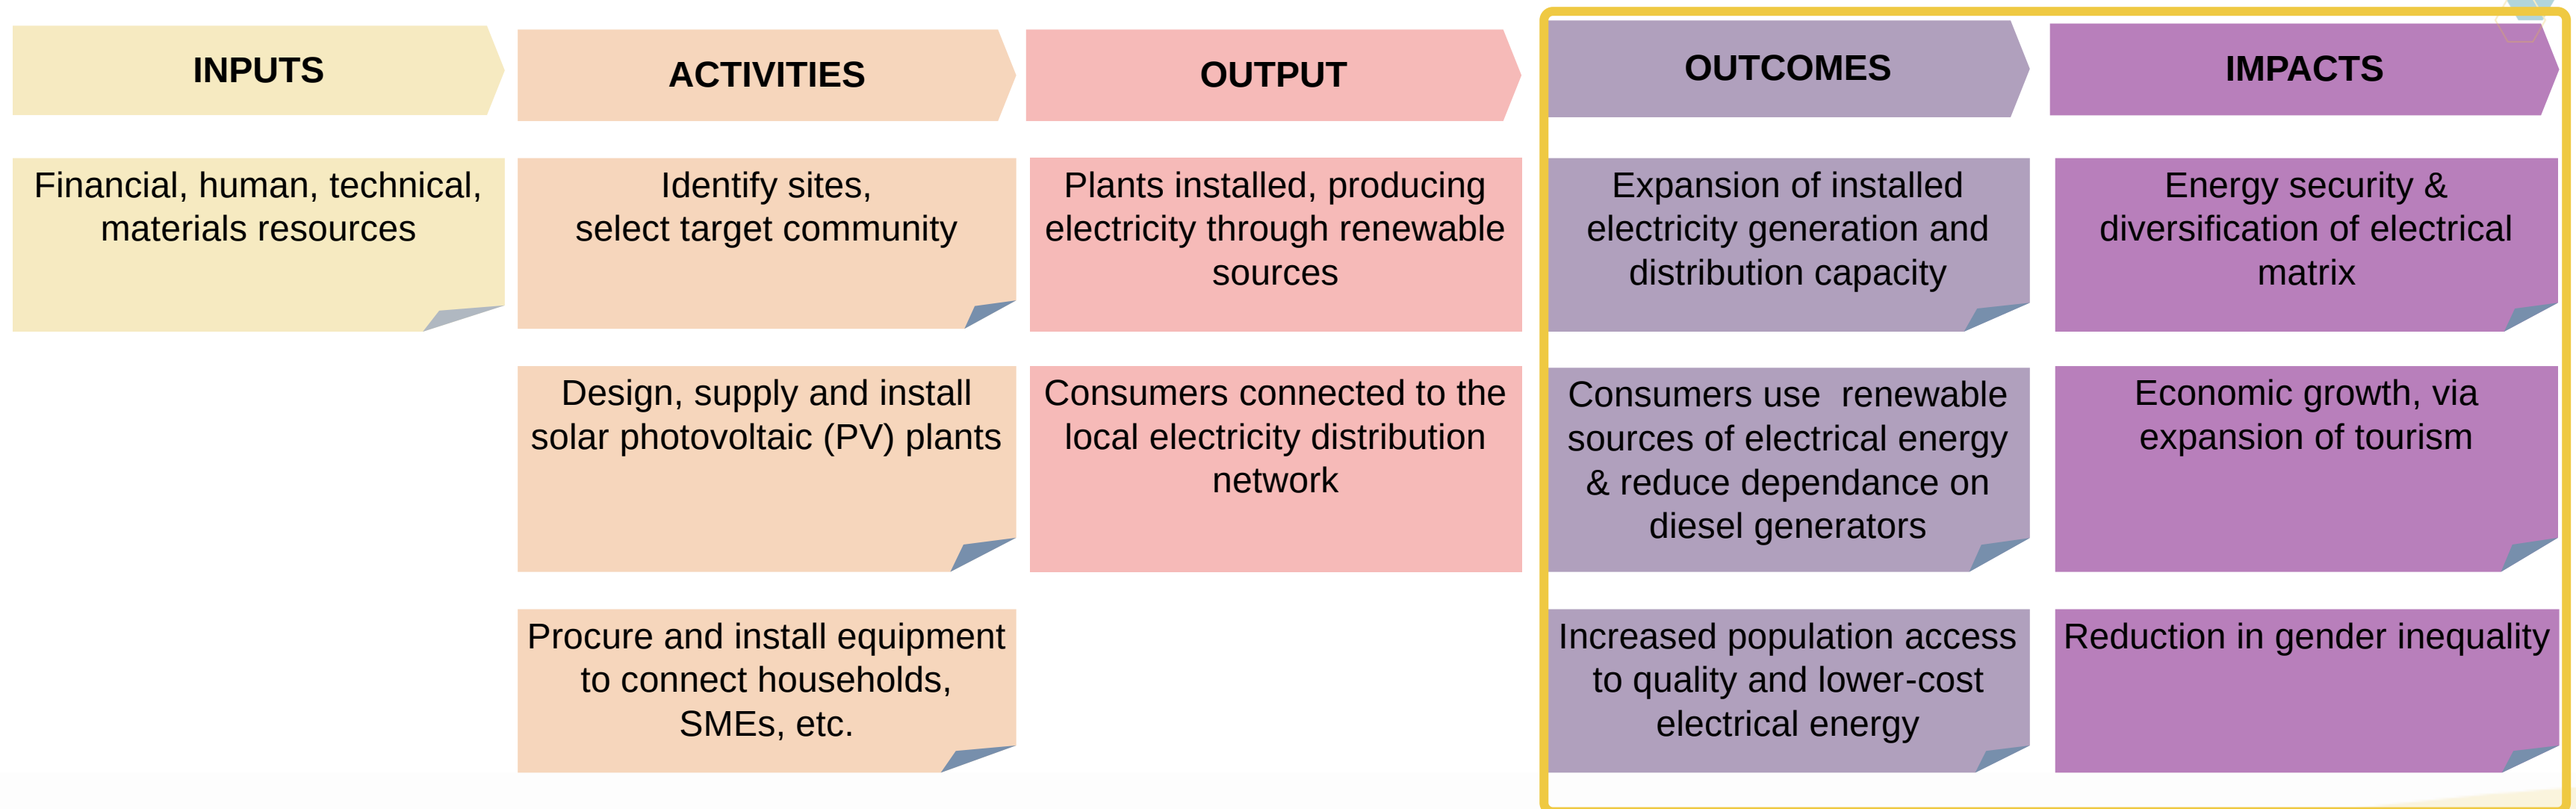 INPUTS
ACTIVITIES
OUTPUT
OUTCOMES
IMPACTS
Financial, human, technical,
materials resources
Identify sites,
select target community
Plants installed, producing
electricity through renewable
sources
Expansion of installed
electricity generation and
distribution capacity
Energy security &
diversification of electrical
matrix
Design, supply and install
solar photovoltaic (PV) plants
Consumers connected to the
local electricity distribution
network
Consumers use  renewable
sources of electrical energy
& reduce dependance on
diesel generators
Economic growth, via
expansion of tourism
Procure and install equipment
to connect households,
SMEs, etc.
Increased population access
to quality and lower-cost
electrical energy
Reduction in gender inequality